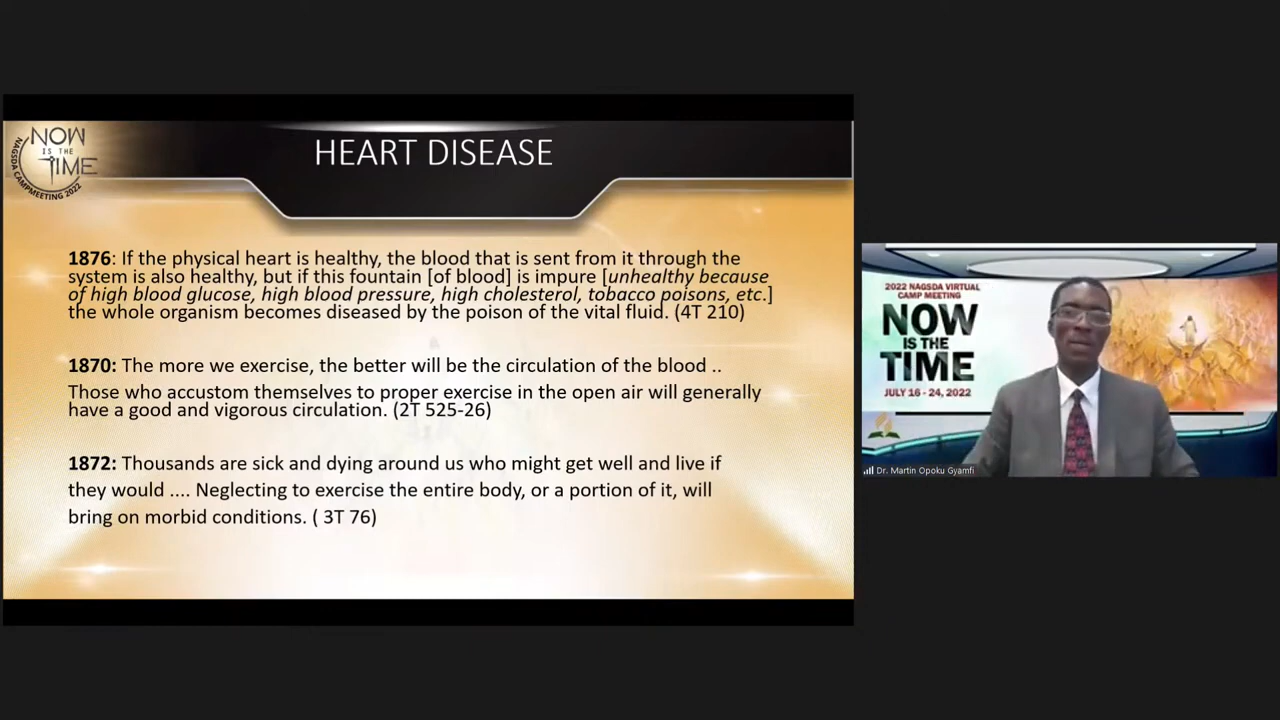 NOW
IS THE
TIME
NAGSDA CAMPMEETING 2022
HEART DISEASE
1876: If the physical heart is healthy, the blood that is sent from it through the
system is also healthy, but if this fountain [of blood] is impure [unhealthy because
of high blood glucose, high blood pressure, high cholesterol, tobacco poisons, etc.]
the whole organism becomes diseased by the poison of the vital fluid. (4T 210)
1870: The more we exercise, the better will be the circulation of the blood ..
Those who accustom themselves to proper exercise in the open air will generally
have a good and vigorous circulation. (2T 525-26)
1872: Thousands are sick and dying around us who might get well and live if
they would .... Neglecting to exercise the entire body, or a portion of it, will
bring on morbid conditions. ( 3T 76)
2022 NAGSDA VIRTUAL
CAMP MEETING
NOW
IS THE
TIME
JULY 16 - 24, 2022
Dr. Martin Opoku Gyamfi